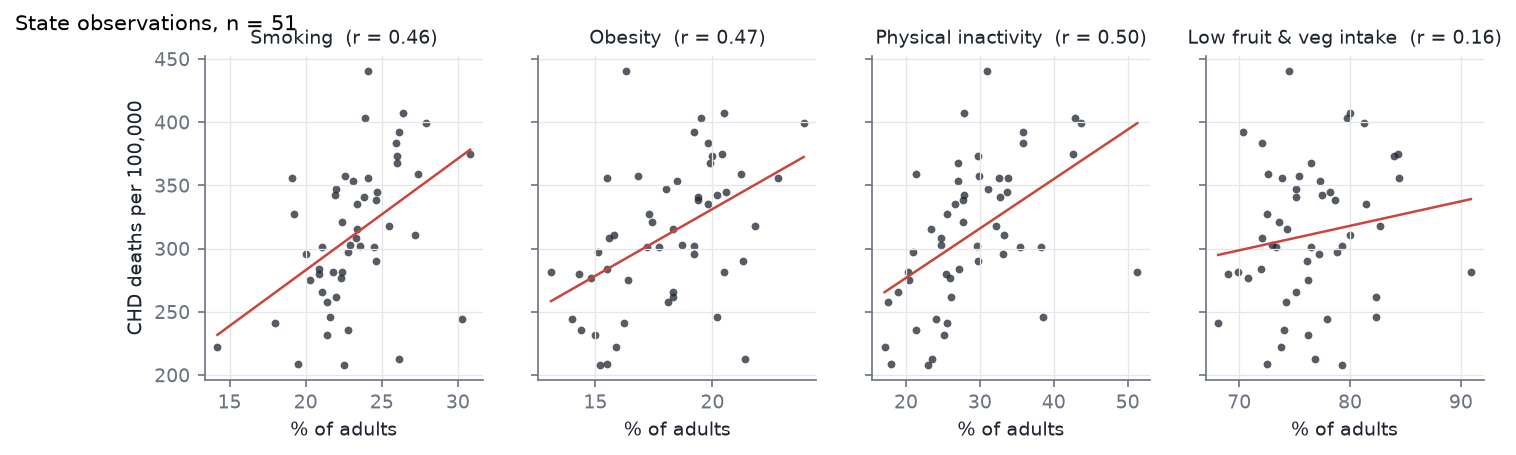 State observations, n = 51
Smoking  (r = 0.46)
Obesity  (r = 0.47)
Physical inactivity  (r = 0.50)
Low fruit & veg intake  (r = 0.16)
CHD deaths per 100,000
450
400
350
300
250
200
15 20 25 30
15 20
20 30 40 50
70 80 90
% of adults
% of adults
% of adults
% of adults